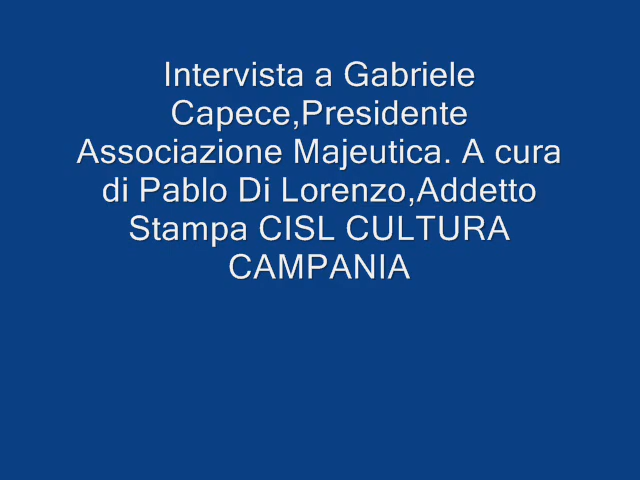 Intervista a Gabriele
Capece,Presidente
Associazione Majeutica. A cura
di Pablo Di Lorenzo,Addetto
Stampa CISL CULTURA
CAMPANIA